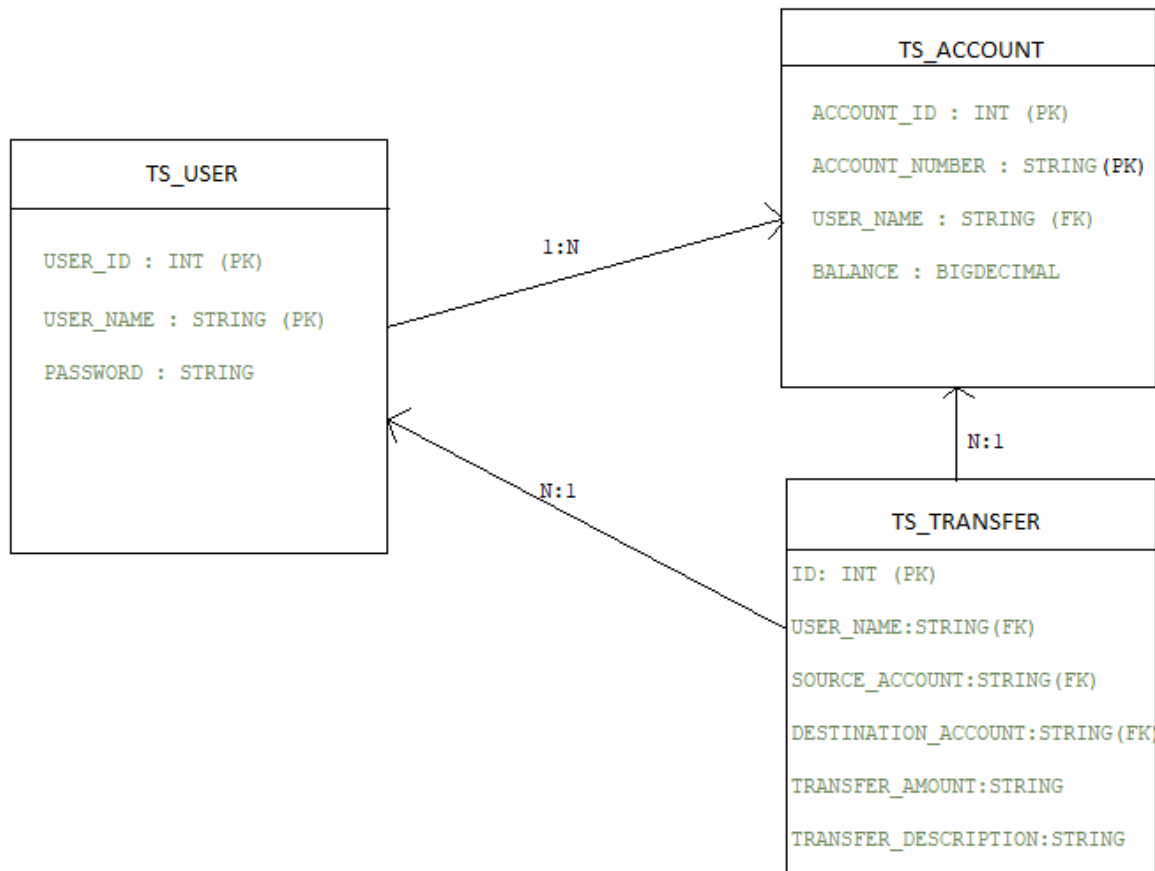 TS_USER
USER_ID : INT (PK)
USER_NAME : STRING (PK)
PASSWORD : STRING
1:N
N:1
TS_ACCOUNT
ACCOUNT_ID : INT (PK)
ACCOUNT_NUMBER : STRING(PK)
USER_NAME : STRING (FK)
BALANCE : BIGDECIMAL
N:1
TS_TRANSFER
ID: INT (PK)
USER_NAME:STRING(FK)
SOURCE_ACCOUNT:STRING(FK)
DESTINATION_ACCOUNT:STRING(FK)
TRANSFER_AMOUNT:STRING
TRANSFER_DESCRIPTION:STRING